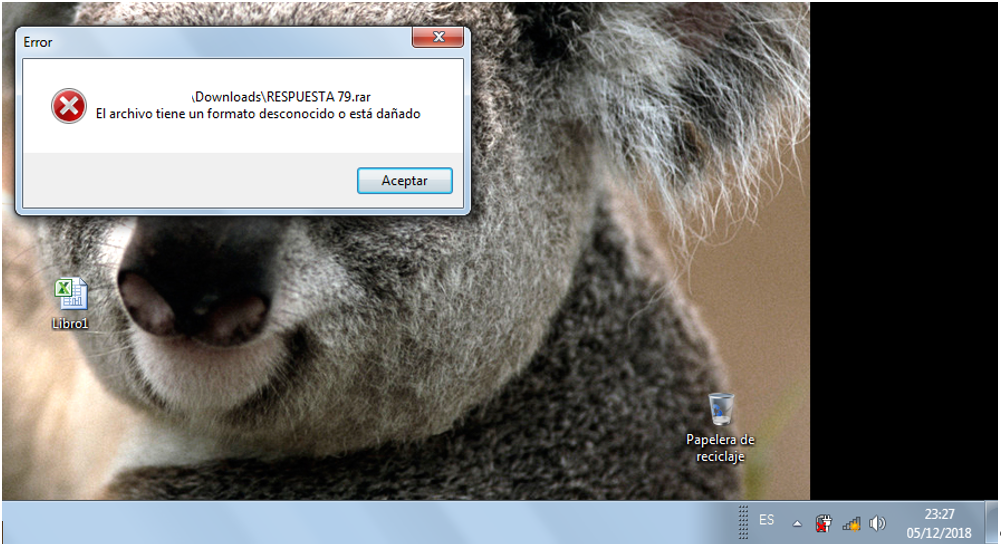 Error
\Downloads\RESPUESTA 79.rar
El archivo tiene un formato desconocido o está dañado
Aceptar
Libro1
Papelera de
reciclaje
ES
23:27
05/12/2018